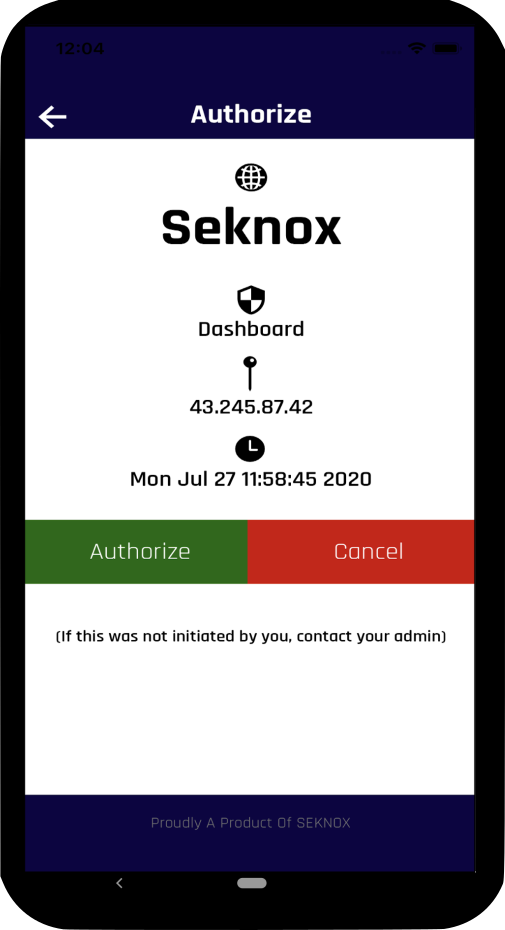 12:04
Authorize
Seknox
Dashboard
43.245.87.42
Mon Jul 27 11:58:45 2020
Authorize Cancel
(If this was not initiated by you, contact your admin)
Proudly A Product Of SEKNOX